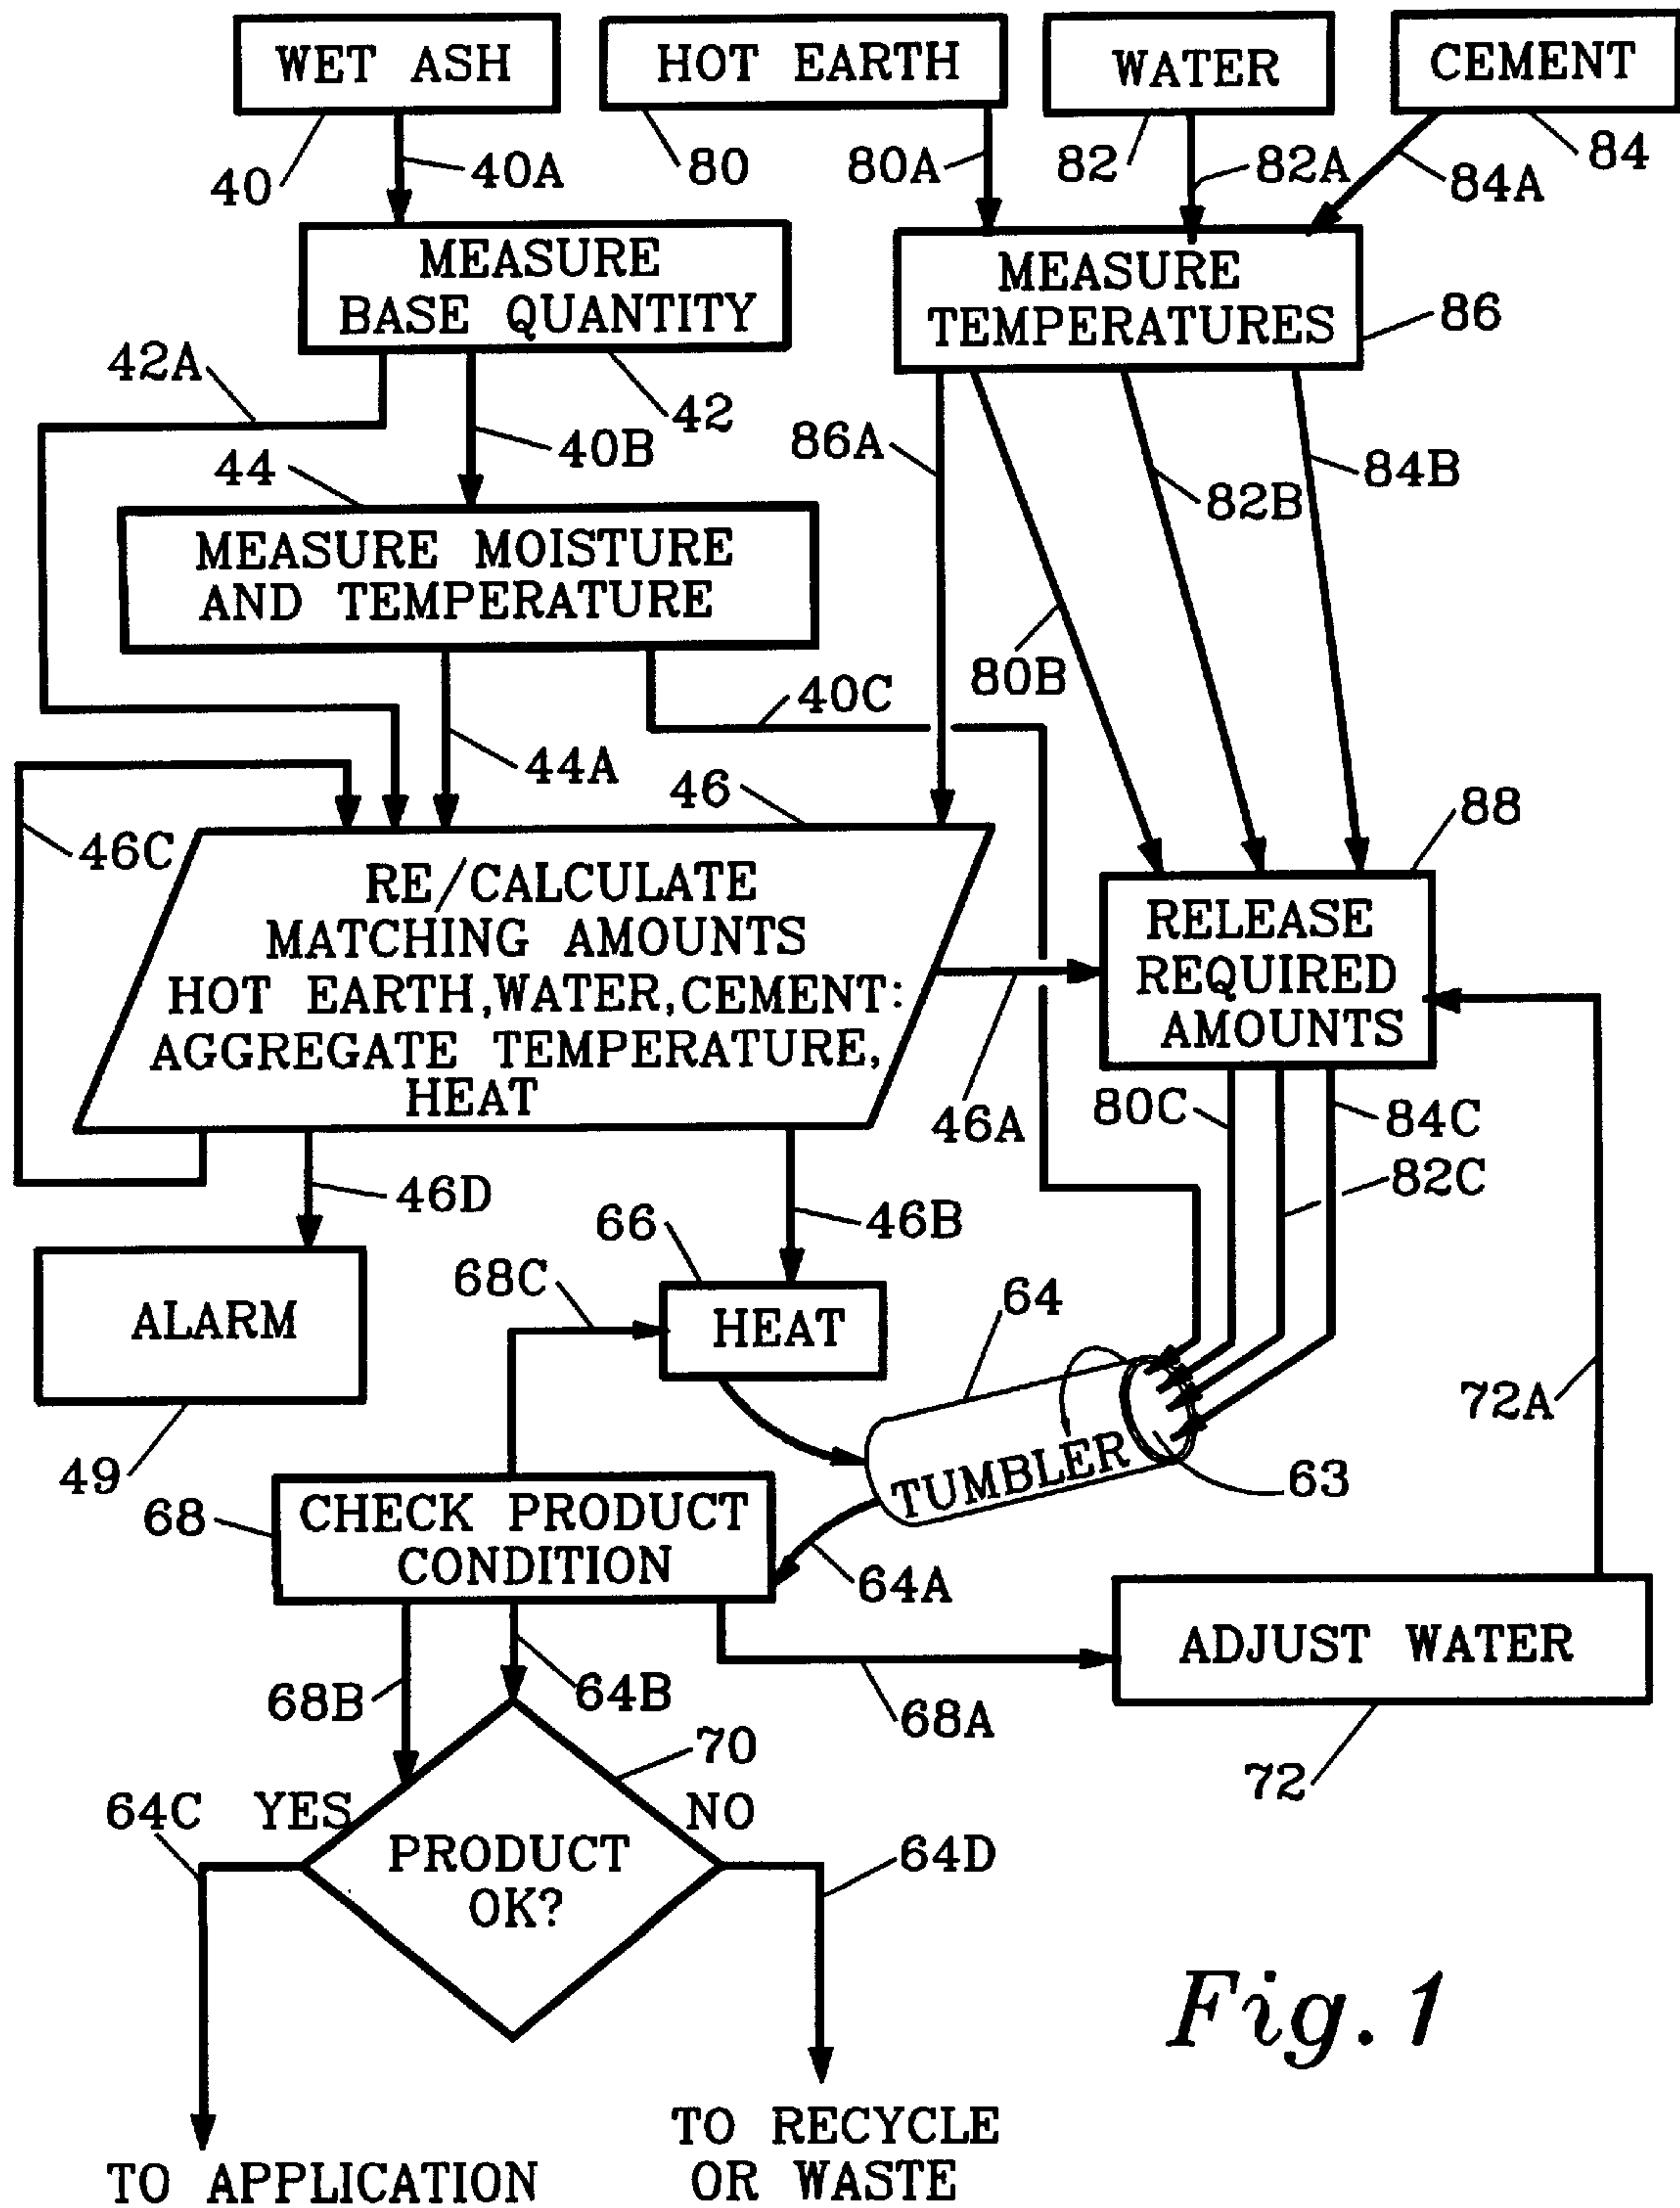 WET ASH
HOT EARTH
WATER
CEMENT
40
40A
80
80A
82
82A
84A
84
MEASURE
BASE QUANTITY
MEASURE
TEMPERATURES
86
42A
42
40B
44
86A
82B
84B
MEASURE MOISTURE
AND TEMPERATURE
80B
40C
44A
46
88
46C
RE/CALCULATE
MATCHING AMOUNTS
HOT EARTH,WATER,CEMENT:
AGGREGATE TEMPERATURE,
HEAT
RELEASE
REQUIRED
AMOUNTS
46A
80C
84C
82C
46D
46B
66
68C
64
ALARM
HEAT
72A
49
TUMBLER
63
68
CHECK PRODUCT
CONDITION
64A
ADJUST WATER
68B
64B
68A
70
72
64C
YES
NO
PRODUCT
OK?
64D
Fig. 1
TO APPLICATION
TO RECYCLE
OR WASTE